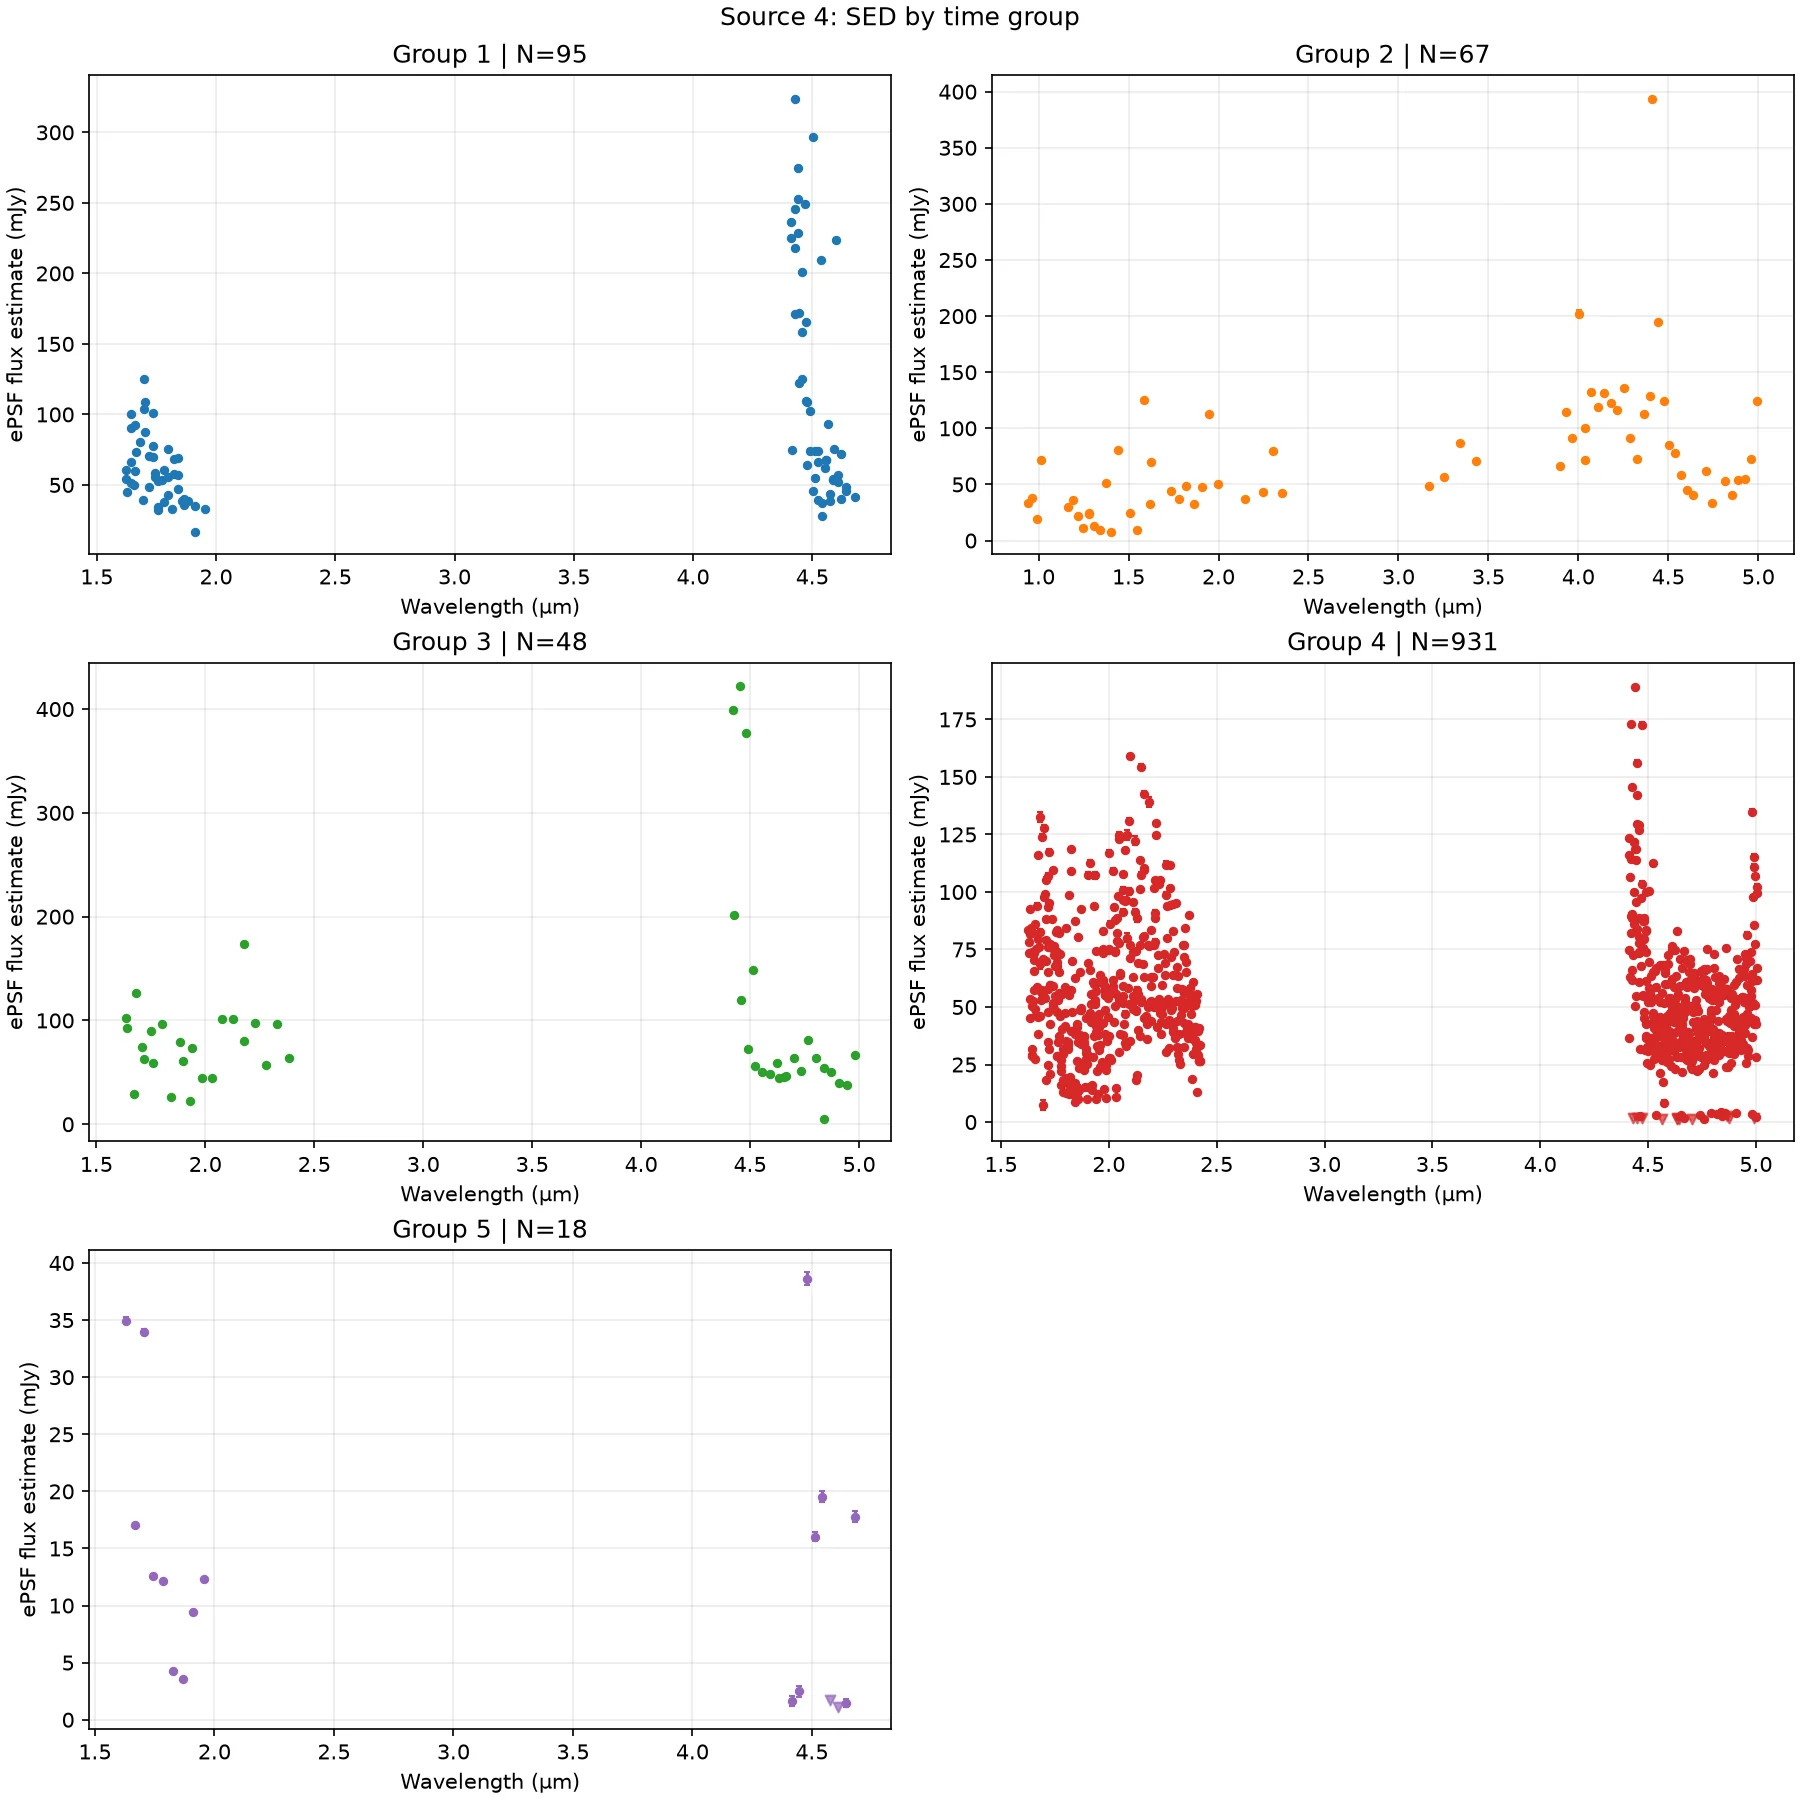 Source 4: SED by time group
Group 1 | N=95
ePSF flux estimate (mJy)
300
250
200
150
100
50
1.5 2.0 2.5 3.0 3.5 4.0 4.5
Wavelength (µm)
Group 2 | N=67
ePSF flux estimate (mJy)
400
350
300
250
200
150
100
50
0
1.0 1.5 2.0 2.5 3.0 3.5 4.0 4.5 5.0
Wavelength (µm)
Group 3 | N=48
ePSF flux estimate (mJy)
400
300
200
100
0
1.5 2.0 2.5 3.0 3.5 4.0 4.5 5.0
Wavelength (µm)
Group 4 | N=931
ePSF flux estimate (mJy)
175
150
125
100
75
50
25
0
1.5 2.0 2.5 3.0 3.5 4.0 4.5 5.0
Wavelength (µm)
Group 5 | N=18
ePSF flux estimate (mJy)
40
35
30
25
20
15
10
5
0
1.5 2.0 2.5 3.0 3.5 4.0 4.5
Wavelength (µm)